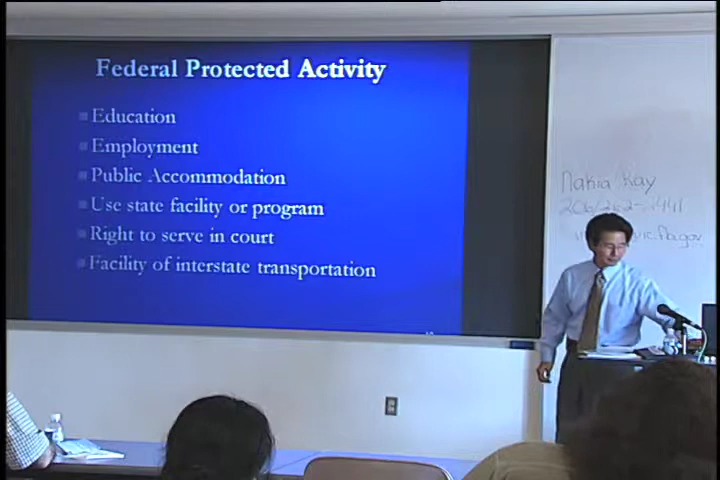 Federal Protected Activity
Education
Employment
Public Accommodation
Use state facility or program
Right to serve in court
Facility of interstate transportation
Nakia Kay